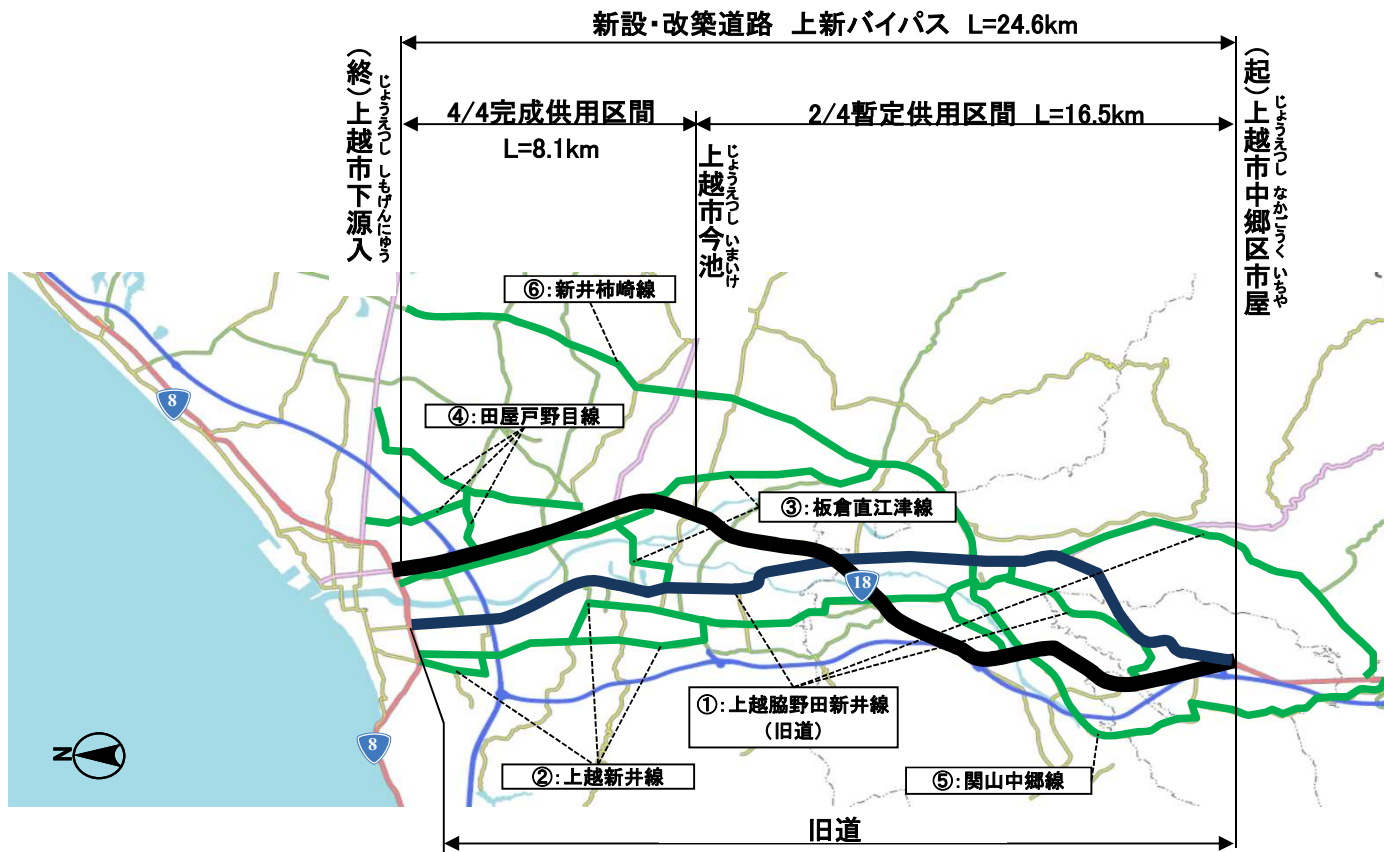 新設・改築道路 上新バイパス L=24.6km
(終)上越市下源入
じょうえつし しもげんにゅう
4/4完成供用区間
L=8.1km
2/4暫定供用区間 L=16.5km
(起)上越市中郷区市屋
じょうえつし なかごうく いちや
上越市今池
じょうえつし いまいけ
⑥:新井柿崎線
8
④:田屋戸野目線
③:板倉直江津線
18
①:上越脇野田新井線
(旧道)
N
8
②:上越新井線
⑤:関山中郷線
旧道